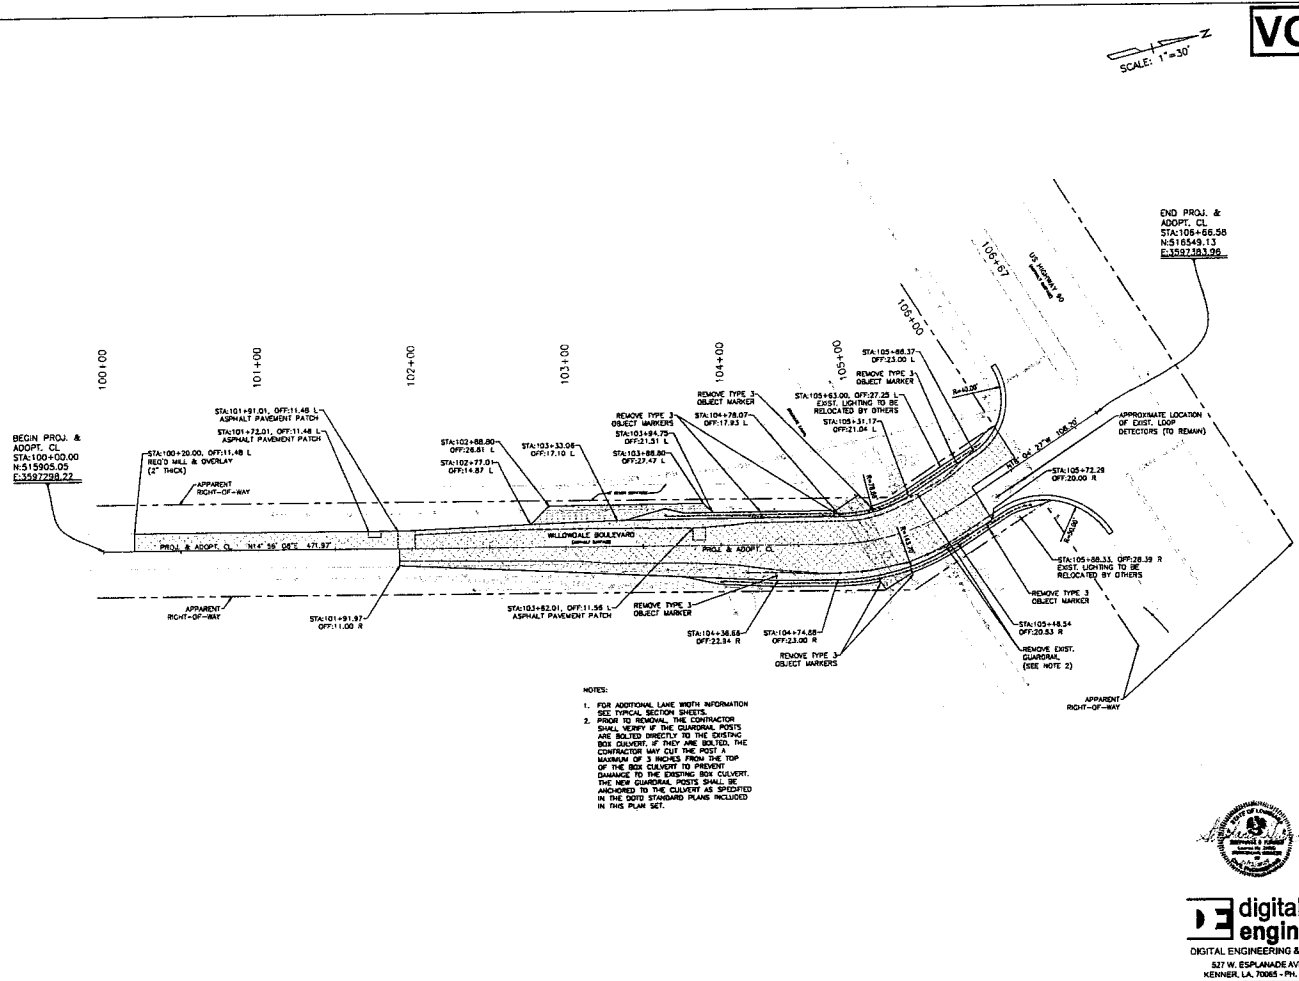 VC
N
SCALE: 1"=30'
END PROJ. &
ADOPT. CL
STA:106+66.58
N:516549.13
E:3597383.96
106+67
US HIGHWAY 90
106+00
105+00
104+00
103+00
102+00
101+00
100+00
BEGIN PROJ. &
ADOPT. CL
STA:100+00.00
N:515905.05
E:3597298.22
STA:101+91.01, OFF:11.48 L
ASPHALT PAVEMENT PATCH
STA:101+72.01, OFF:11.48 L
ASPHALT PAVEMENT PATCH
STA:100+20.00, OFF:11.48 L
REQ'D MILL & OVERLAY
(2" THICK)
APPARENT
RIGHT-OF-WAY
STA:102+88.80
OFF:26.81 L
STA:102+77.01
OFF:14.87 L
STA:103+33.06
OFF:17.10 L
REMOVE TYPE 3
OBJECT MARKERS
STA:103+94.75
OFF:21.51 L
STA:103+88.80
OFF:27.47 L
REMOVE TYPE 3
OBJECT MARKER
STA:104+78.07
OFF:17.93 L
STA:105+88.37
OFF:23.00 L
REMOVE TYPE 3
OBJECT MARKER
STA:105+63.00, OFF:27.25 L
EXIST. LIGHTING TO BE
RELOCATED BY OTHERS
STA:105+31.17
OFF:21.04 L
N16° 04' 27"W 106.20'
APPROXIMATE LOCATION
OF EXIST. LOOP
DETECTORS (TO REMAIN)
STA:105+72.29
OFF:20.00 R
WILLOWDALE BOULEVARD
PROJ. & ADOPT. CL N14° 56' 08"E 471.97'
PROJ. & ADOPT. CL
STA:105+88.33, OFF:28.39 R
EXIST. LIGHTING TO BE
RELOCATED BY OTHERS
REMOVE TYPE 3
OBJECT MARKER
STA:105+48.54
OFF:20.53 R
REMOVE EXIST.
GUARDRAIL
(SEE NOTE 2)
APPARENT
RIGHT-OF-WAY
APPARENT
RIGHT-OF-WAY
STA:101+91.97
OFF:11.00 R
STA:103+82.01, OFF:11.56 L
ASPHALT PAVEMENT PATCH
REMOVE TYPE 3
OBJECT MARKER
STA:104+38.68
OFF:22.84 R
STA:104+74.88
OFF:23.00 R
REMOVE TYPE 3
OBJECT MARKERS
NOTES:
1. FOR ADDITIONAL LANE WIDTH INFORMATION
SEE TYPICAL SECTION SHEETS.
2. PRIOR TO REMOVAL, THE CONTRACTOR
SHALL VERIFY IF THE GUARDRAIL POSTS
ARE BOLTED DIRECTLY TO THE EXISTING
BOX CULVERT. IF THEY ARE BOLTED, THE
CONTRACTOR MAY CUT THE POST A
MAXIMUM OF 3 INCHES FROM THE TOP
OF THE BOX CULVERT TO PREVENT
DAMAGE TO THE EXISTING BOX CULVERT.
THE NEW GUARDRAIL POSTS SHALL BE
ANCHORED TO THE CULVERT AS SPECIFIED
IN THE DOTD STANDARD PLANS INCLUDED
IN THIS PLAN SET.
STATE OF LOUISIANA
DE digital
engin
DIGITAL ENGINEERING &
527 W. ESPLANADE AV
KENNER, LA. 70065 - PH.